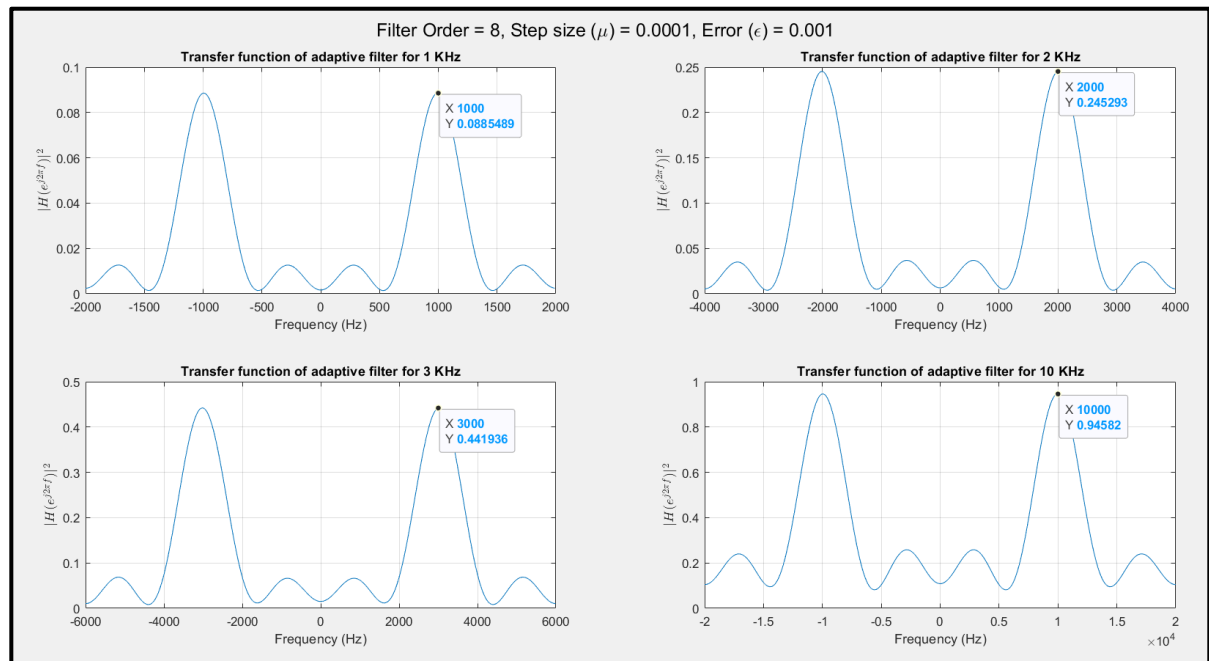 Filter Order = 8, Step size (μ) = 0.0001, Error (ϵ) = 0.001
Transfer function of adaptive filter for 1 KHz
0.1
0.08
0.06
0.04
0.02
0
|H(e^{j2πf})|²
X 1000
Y 0.0885489
-2000 -1500 -1000 -500 0 500 1000 1500 2000
Frequency (Hz)
Transfer function of adaptive filter for 2 KHz
0.25
0.2
0.15
0.1
0.05
0
|H(e^{j2πf})|²
X 2000
Y 0.245293
-4000 -3000 -2000 -1000 0 1000 2000 3000 4000
Frequency (Hz)
Transfer function of adaptive filter for 3 KHz
0.5
0.4
0.3
0.2
0.1
0
|H(e^{j2πf})|²
X 3000
Y 0.441936
-6000 -4000 -2000 0 2000 4000 6000
Frequency (Hz)
Transfer function of adaptive filter for 10 KHz
1
0.8
0.6
0.4
0.2
0
|H(e^{j2πf})|²
X 10000
Y 0.94582
-2 -1.5 -1 -0.5 0 0.5 1 1.5 2
Frequency (Hz)
×10⁴